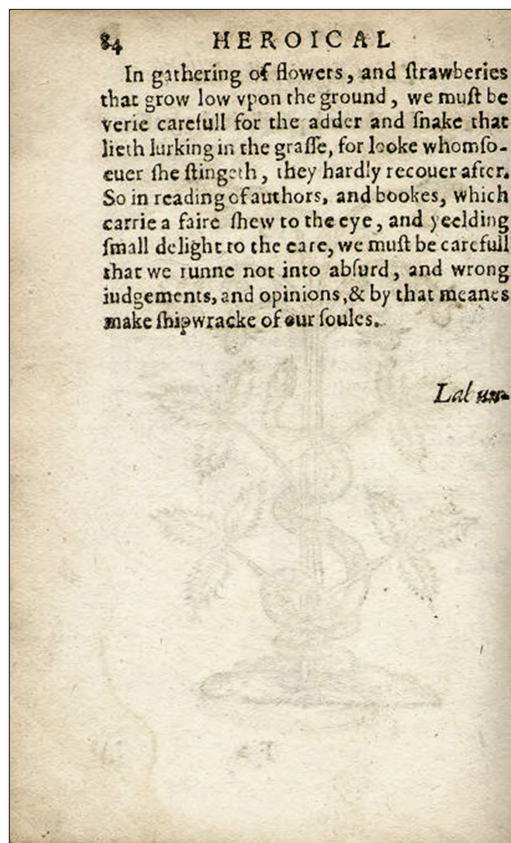 84 HEROICAL
In gathering of flowers, and ſtrawberies
that grow low vpon the ground, we muſt be
verie carefull for the adder and ſnake that
lieth lurking in the graſſe, for looke whomſo-
euer ſhe ſtingeth, they hardly recouer after.
So in reading of authors, and bookes, which
carrie a faire ſhew to the eye, and yeelding
ſmall delight to the eare, we muſt be carefull
that we runne not into abſurd, and wrong
iudgements, and opinions, & by that meanes
make ſhipwracke of our ſoules.